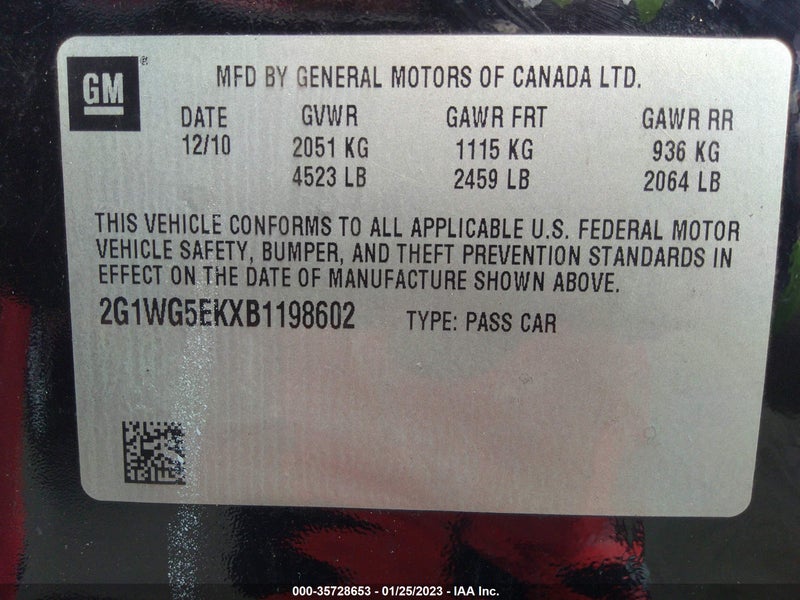 GM
MFD BY GENERAL MOTORS OF CANADA LTD.
DATE GVWR GAWR FRT GAWR RR
12/10 2051 KG 1115 KG 936 KG
4523 LB 2459 LB 2064 LB
THIS VEHICLE CONFORMS TO ALL APPLICABLE U.S. FEDERAL MOTOR
VEHICLE SAFETY, BUMPER, AND THEFT PREVENTION STANDARDS IN
EFFECT ON THE DATE OF MANUFACTURE SHOWN ABOVE.
2G1WG5EKXB1198602 TYPE: PASS CAR
000-35728653 - 01/25/2023 - IAA Inc.